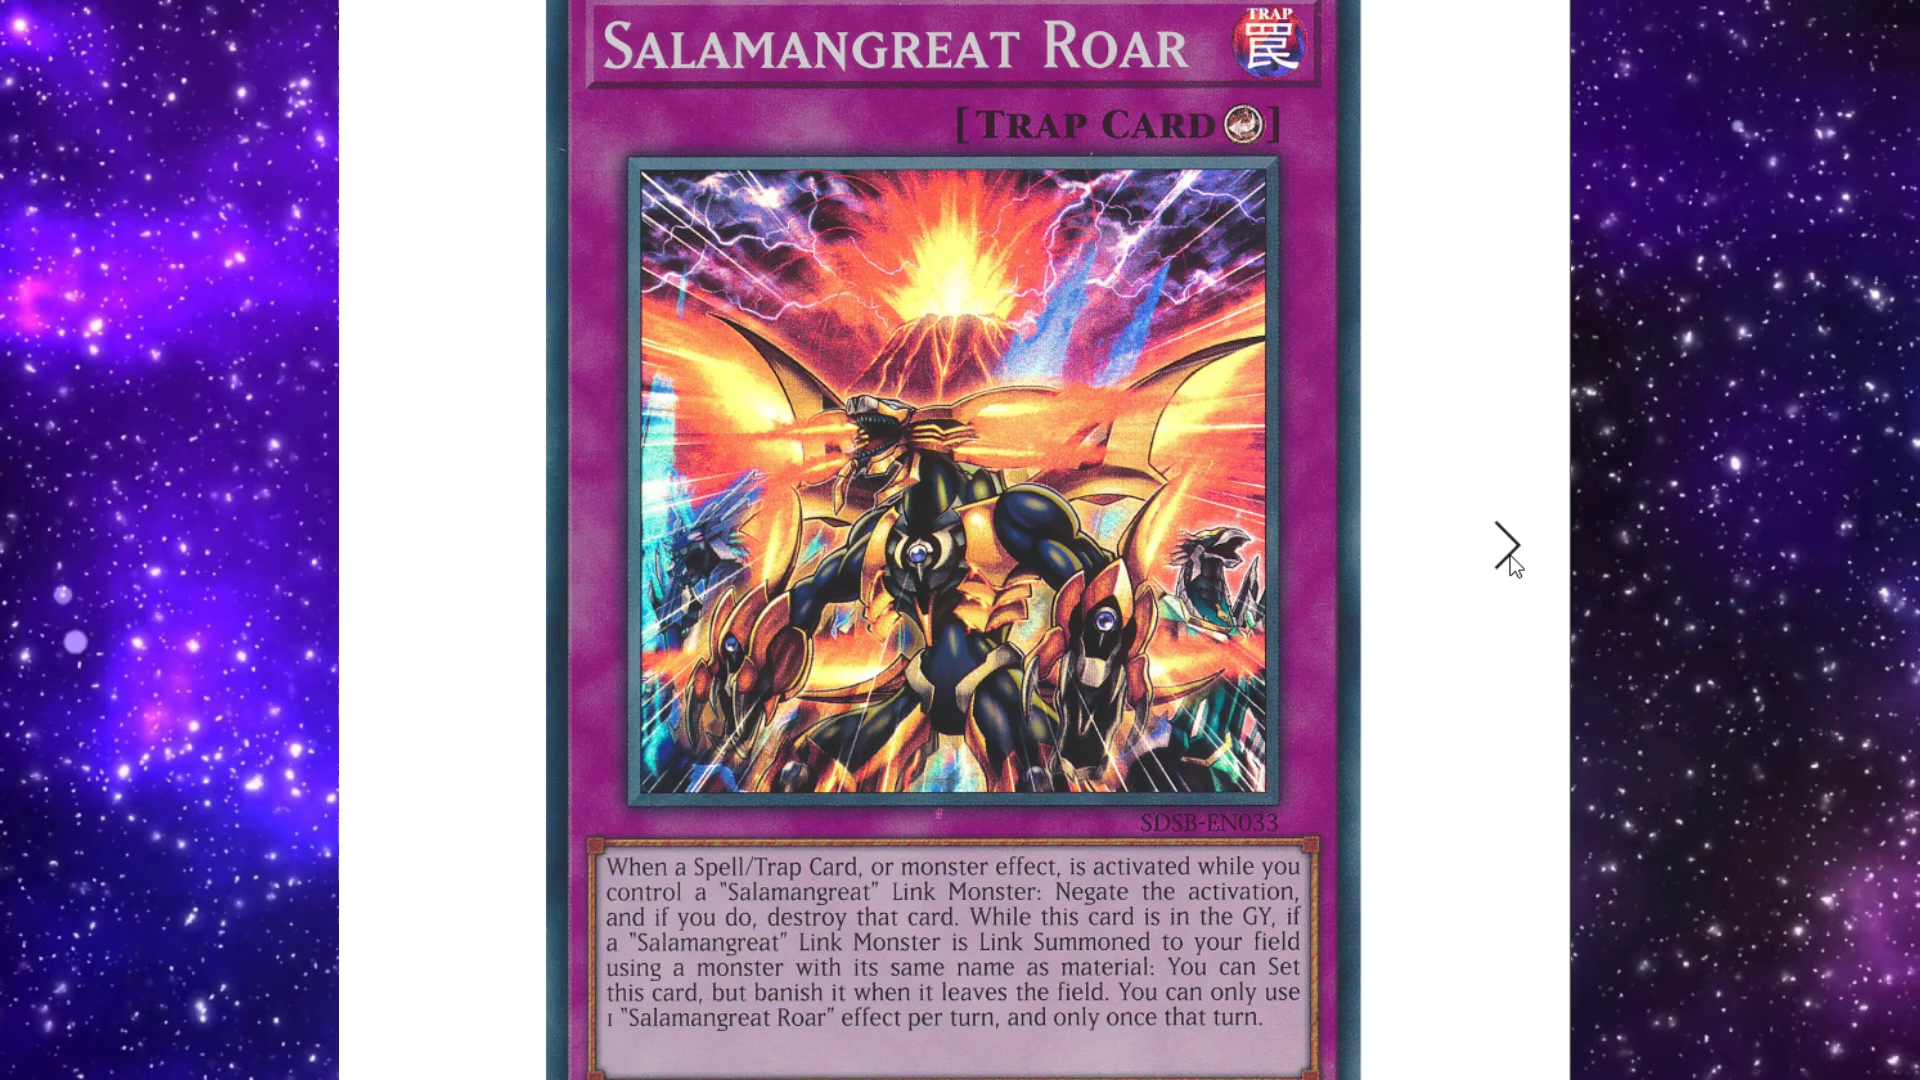 SALAMANGREAT ROAR
TRAP
罠
[TRAP CARD]
SDSB-EN033
When a Spell/Trap Card, or monster effect, is activated while you
control a "Salamangreat" Link Monster: Negate the activation,
and if you do, destroy that card. While this card is in the GY, if
a "Salamangreat" Link Monster is Link Summoned to your field
using a monster with its same name as material: You can Set
this card, but banish it when it leaves the field. You can only use
1 "Salamangreat Roar" effect per turn, and only once that turn.